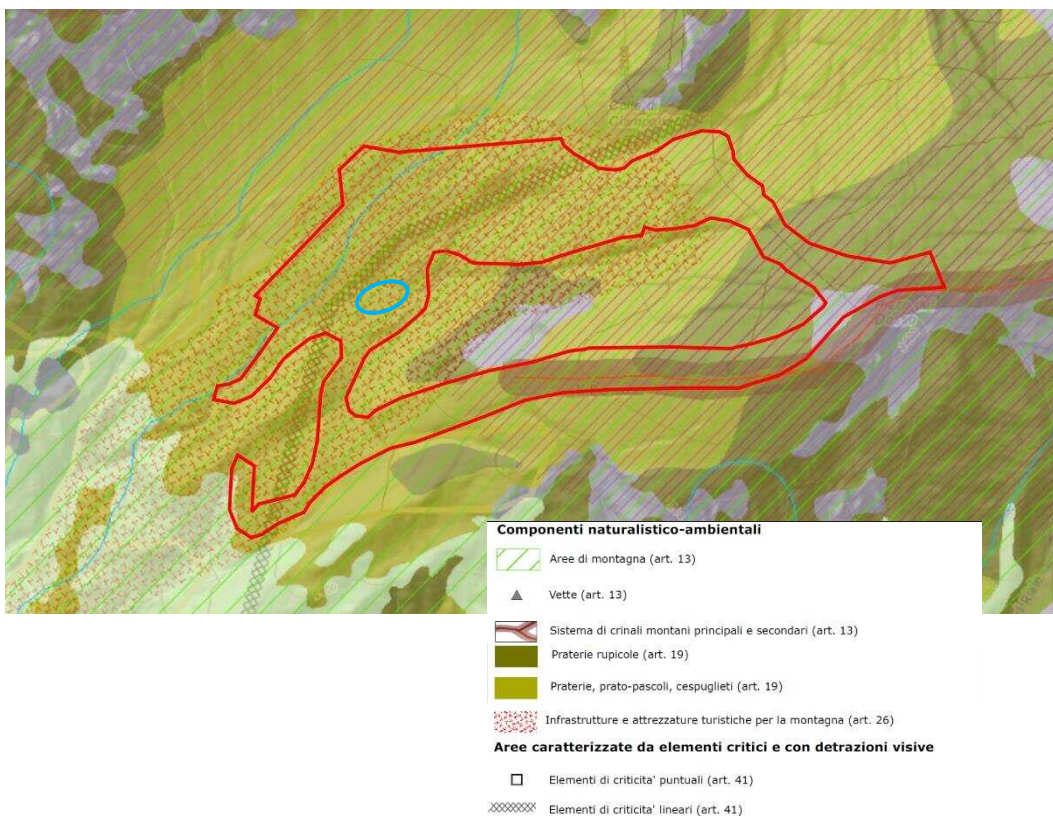 Componenti naturalistico-ambientali
Aree di montagna (art. 13)
Vette (art. 13)
Sistema di crinali montani principali e secondari (art. 13)
Praterie rupicole (art. 19)
Praterie, prato-pascoli, cespuglieti (art. 19)
Infrastrutture e attrezzature turistiche per la montagna (art. 26)
Aree caratterizzate da elementi critici e con detrazioni visive
Elementi di criticita' puntuali (art. 41)
Elementi di criticita' lineari (art. 41)